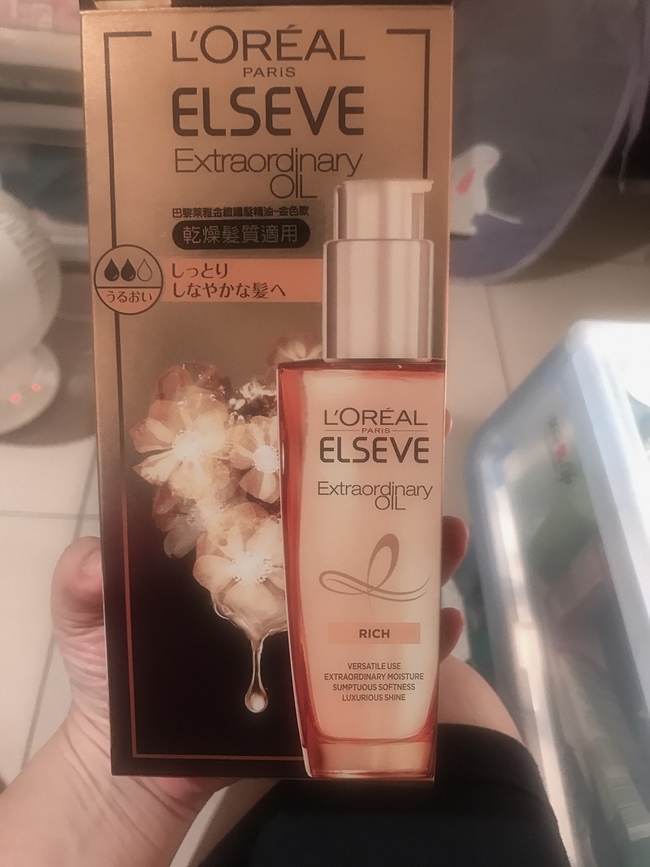 L'ORÉAL
PARIS
ELSEVE
Extraordinary
OIL
巴黎萊雅金緻護髮精油-金色款
乾燥髮質適用
うるおい
しっとり
しなやかな髪へ
L'ORÉAL
PARIS
ELSEVE
Extraordinary
OIL
RICH
VERSATILE USE
EXTRAORDINARY MOISTURE
SUMPTUOUS SOFTNESS
LUXURIOUS SHINE